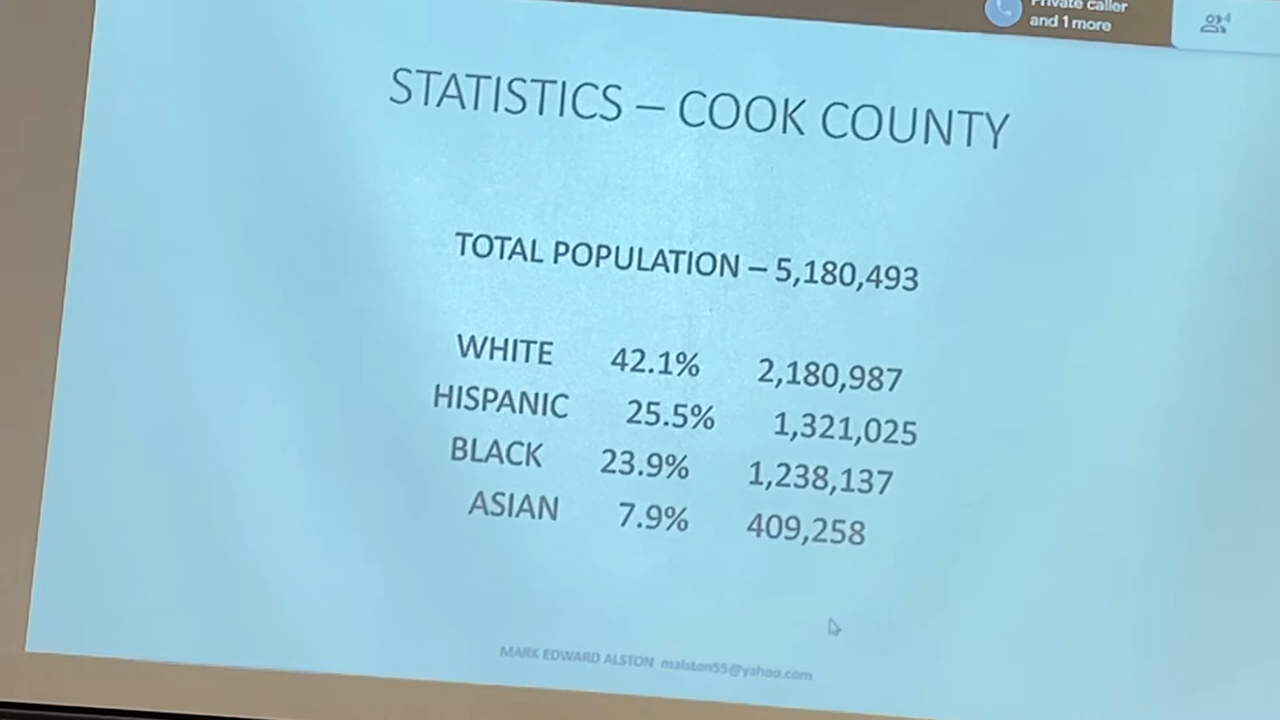 Private caller
and 1 more
4
STATISTICS – COOK COUNTY
TOTAL POPULATION – 5,180,493
WHITE 42.1% 2,180,987
HISPANIC 25.5% 1,321,025
BLACK 23.9% 1,238,137
ASIAN 7.9% 409,258
MARK EDWARD ALSTON malston55@yahoo.com